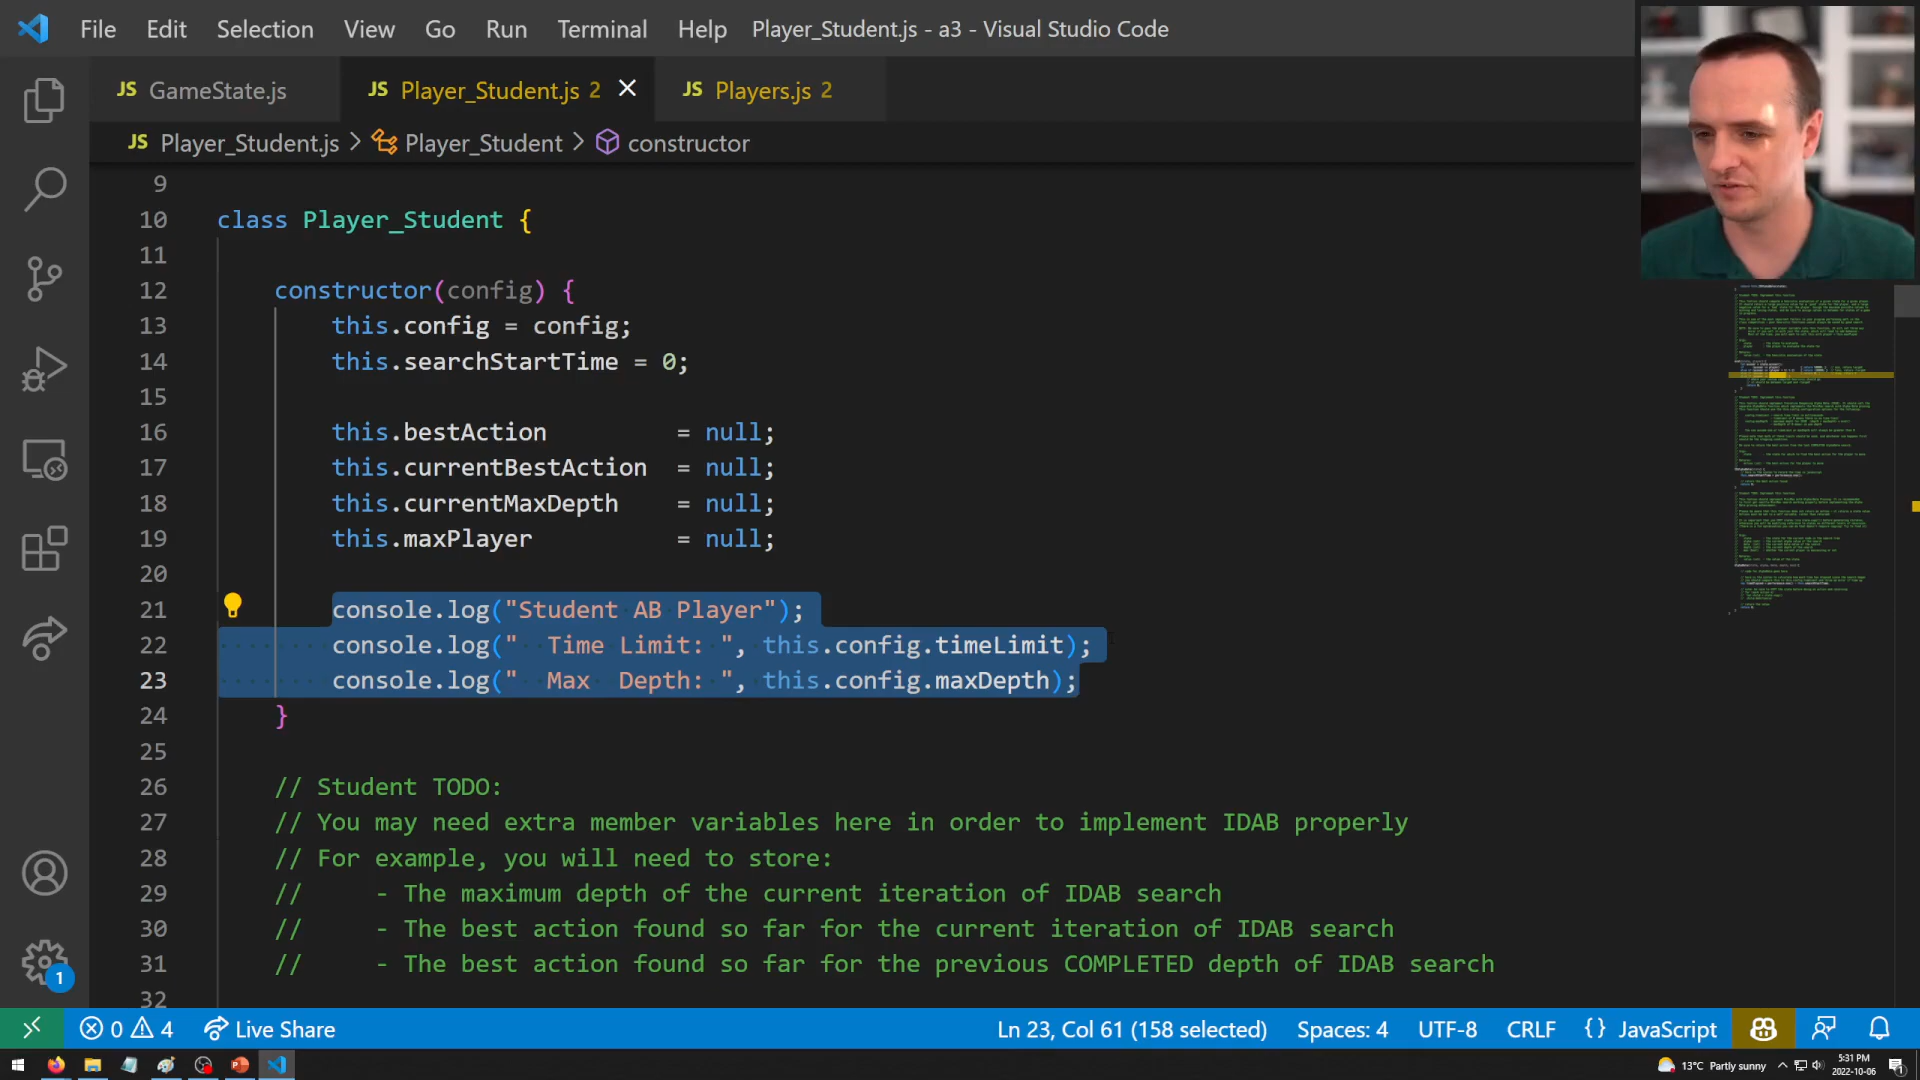 File Edit Selection View Go Run Terminal Help Player_Student.js - a3 - Visual Studio Code
JS GameState.js JS Player_Student.js 2 JS Players.js 2
JS Player_Student.js > Player_Student > constructor
9
10 class Player_Student {
11
12 constructor(config) {
13 this.config = config;
14 this.searchStartTime = 0;
15
16 this.bestAction = null;
17 this.currentBestAction = null;
18 this.currentMaxDepth = null;
19 this.maxPlayer = null;
20
21 console.log("Student AB Player");
22 console.log("  Time Limit: ", this.config.timeLimit);
23 console.log("  Max  Depth: ", this.config.maxDepth);
24 }
25
26 // Student TODO:
27 // You may need extra member variables here in order to implement IDAB properly
28 // For example, you will need to store:
29 //     - The maximum depth of the current iteration of IDAB search
30 //     - The best action found so far for the current iteration of IDAB search
31 //     - The best action found so far for the previous COMPLETED depth of IDAB search
32
1
0 4 Live Share Ln 23, Col 61 (158 selected) Spaces: 4 UTF-8 CRLF {} JavaScript
13°C Partly sunny 5:31 PM
2022-10-06
1